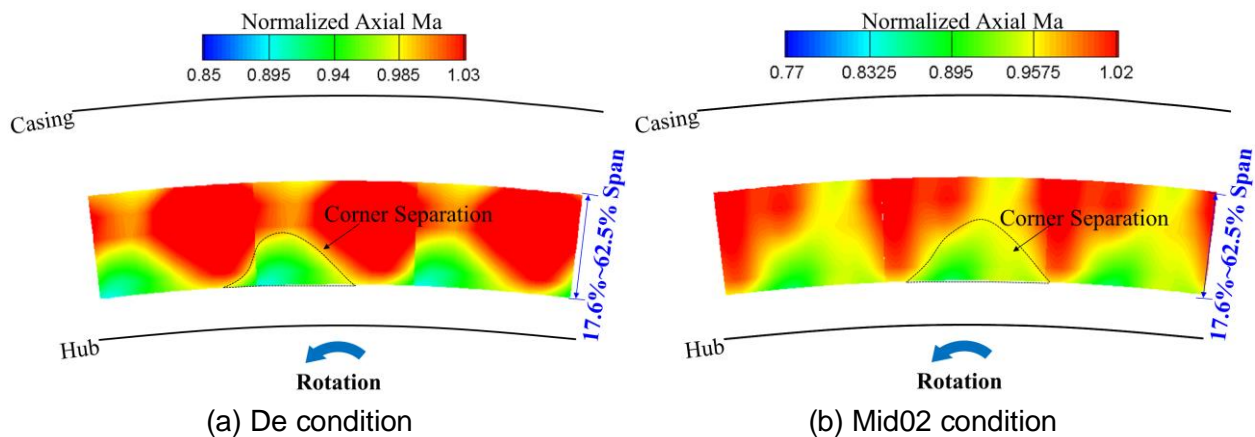 Normalized Axial Ma
0.85 0.895 0.94 0.985 1.03
Casing
Corner Separation
17.6%~62.5% Span
Hub
Rotation
(a) De condition
Normalized Axial Ma
0.77 0.8325 0.895 0.9575 1.02
Casing
Corner Separation
17.6%~62.5% Span
Hub
Rotation
(b) Mid02 condition